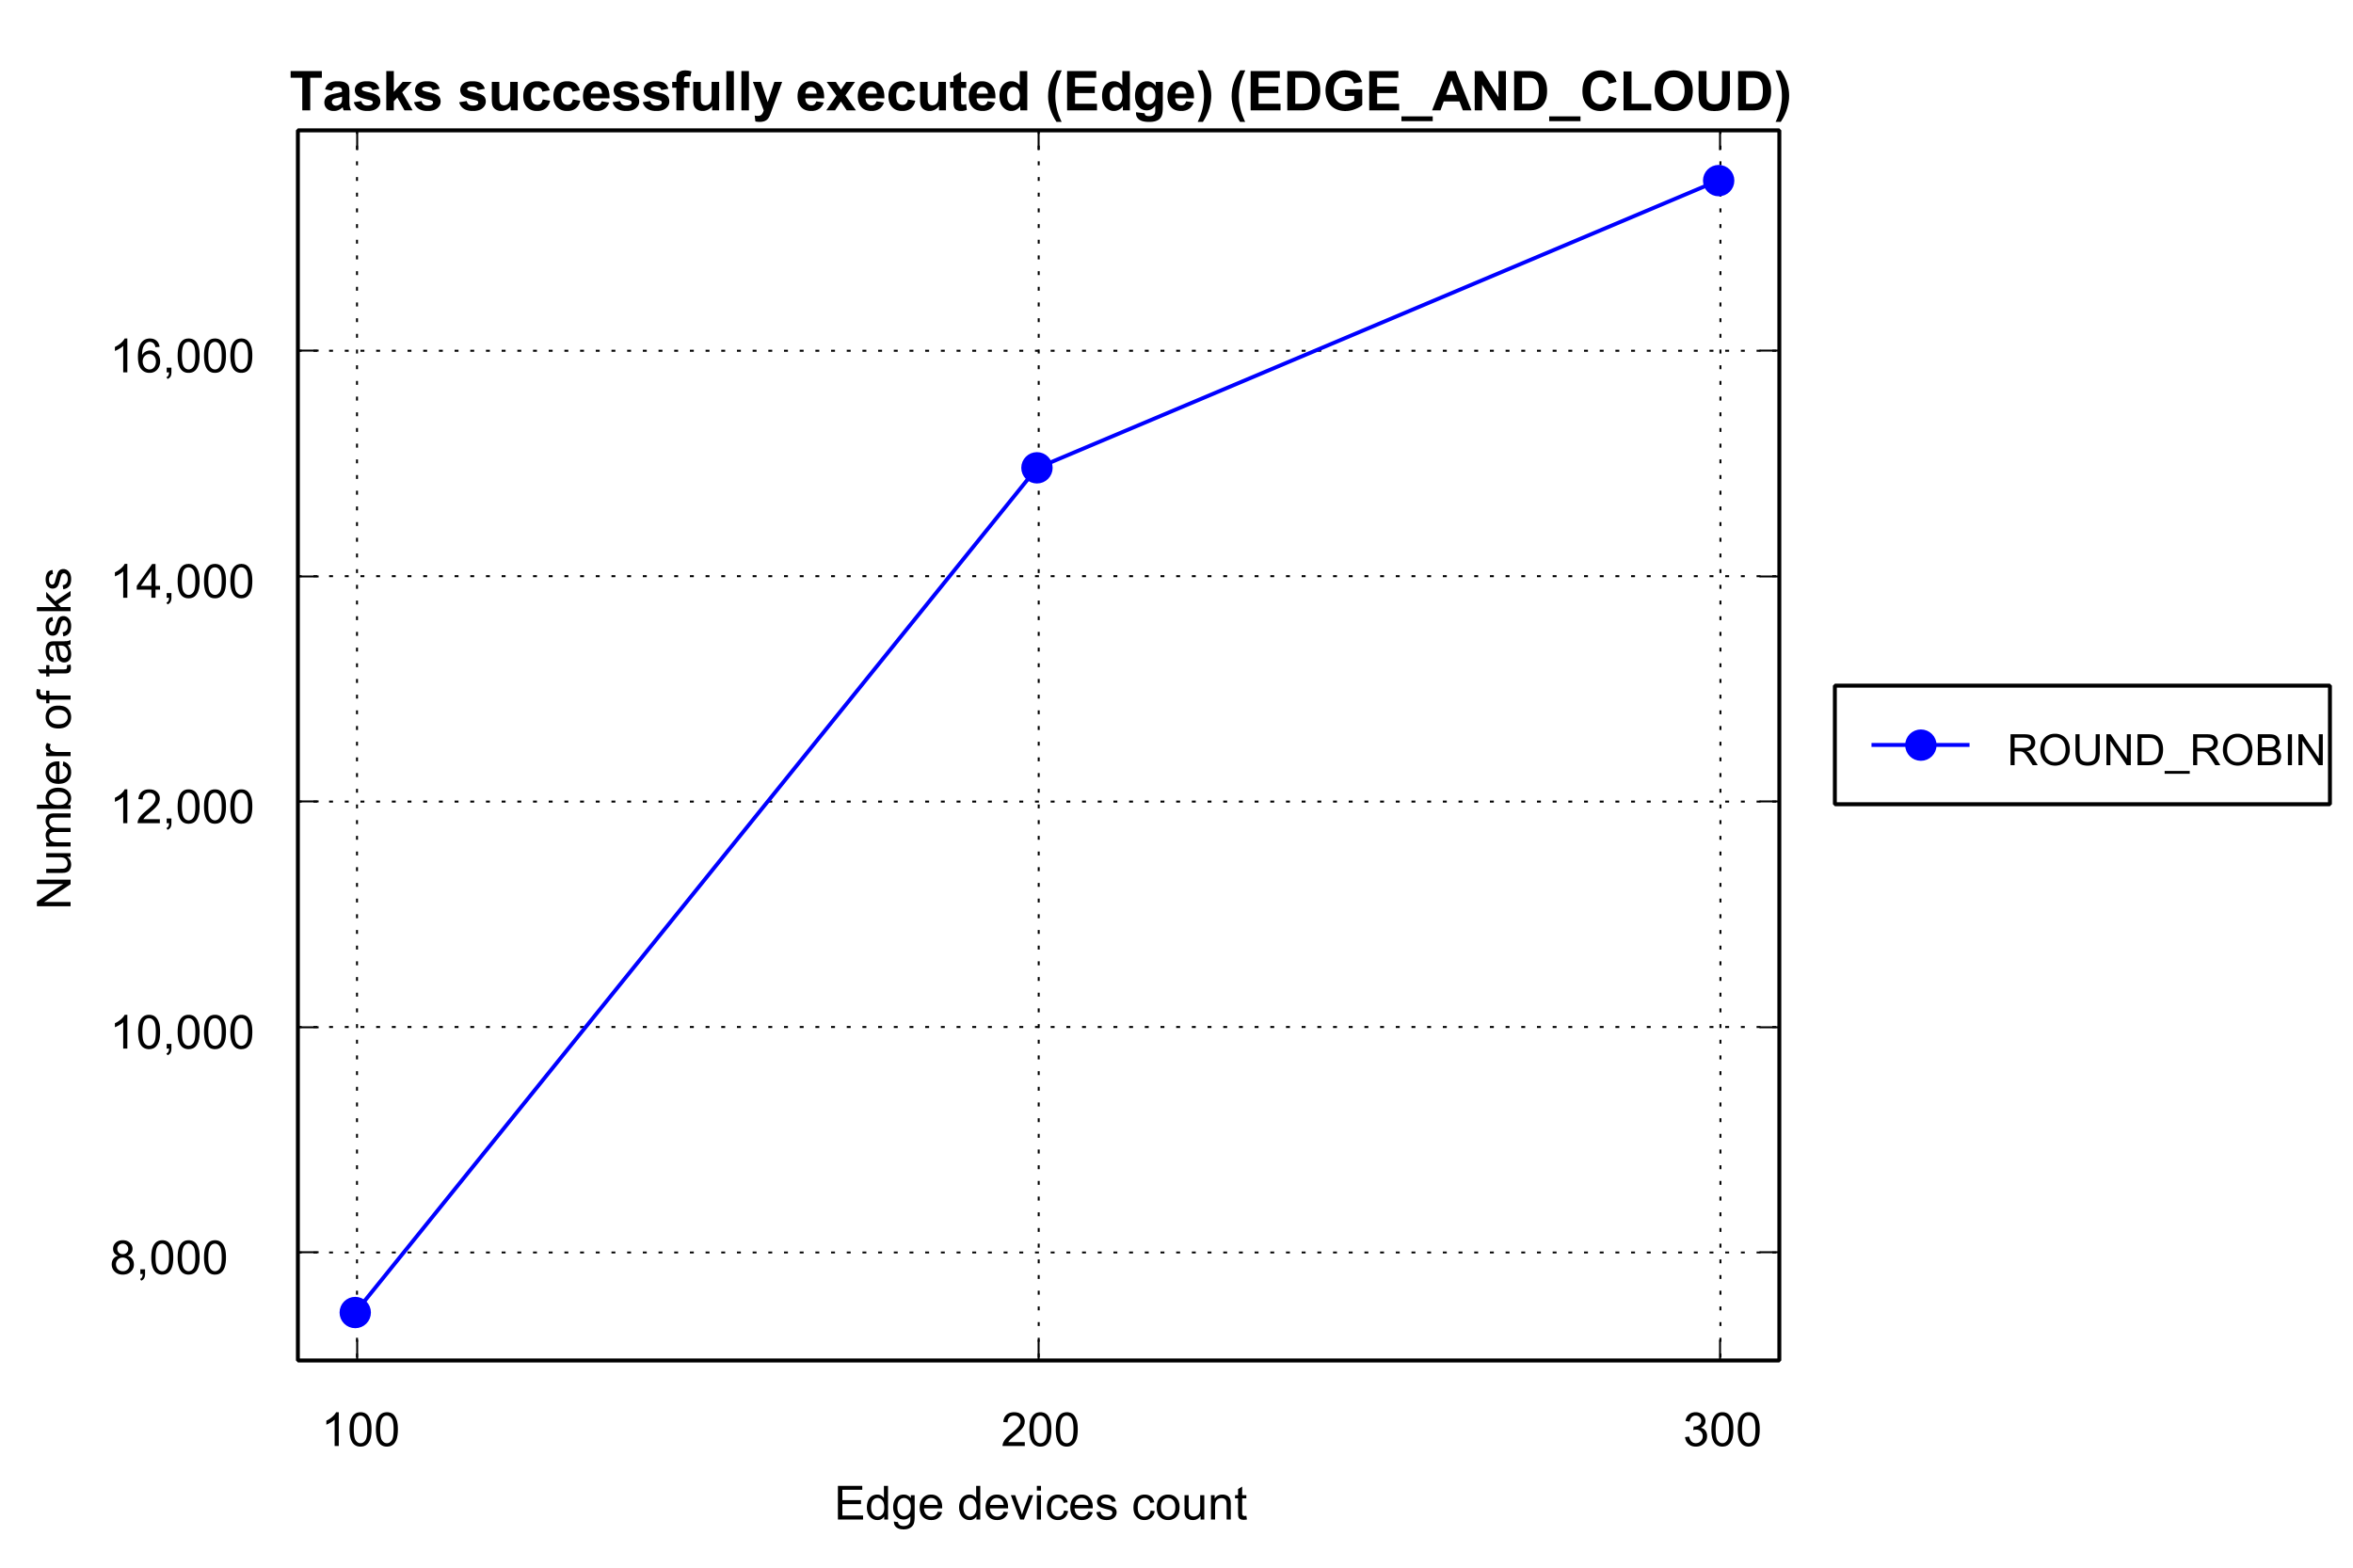 Tasks successfully executed (Edge) (EDGE_AND_CLOUD)
16,000
14,000
12,000
10,000
8,000
Number of tasks
100
200
300
Edge devices count
ROUND_ROBIN